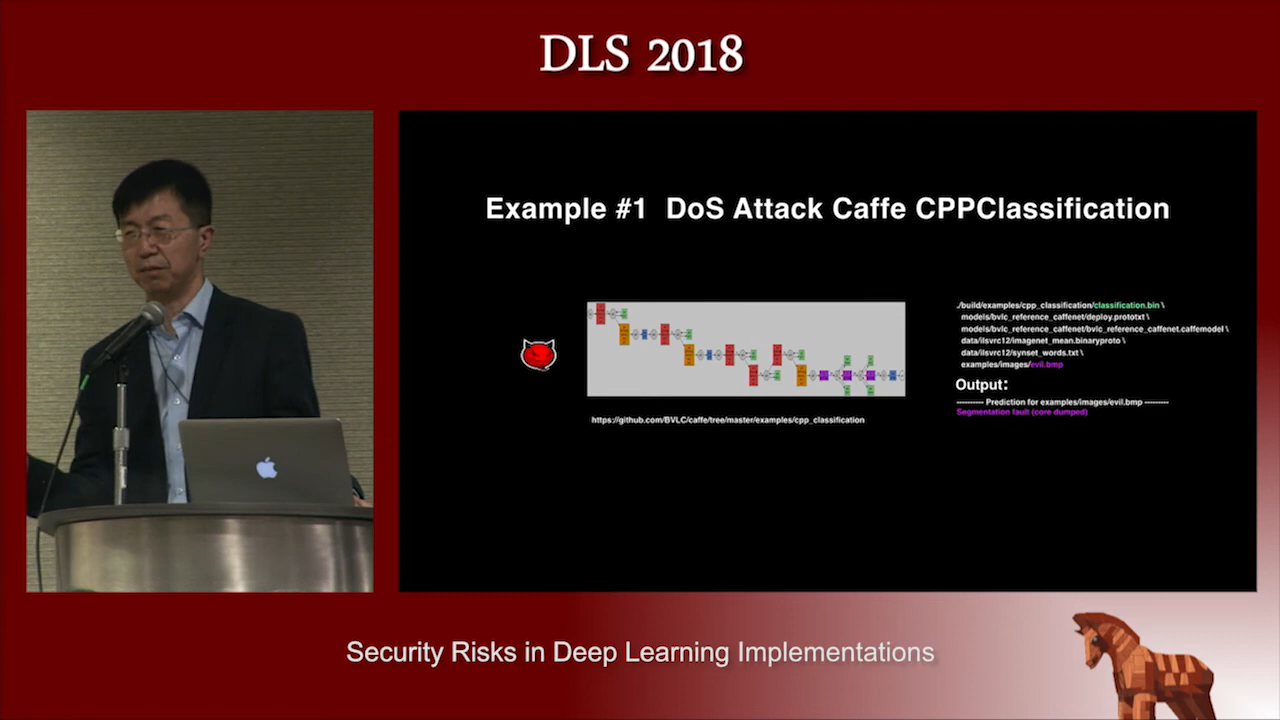 DLS 2018
Example #1 DoS Attack Caffe CPPClassification
./build/examples/cpp_classification/classification.bin \
models/bvlc_reference_caffenet/deploy.prototxt \
models/bvlc_reference_caffenet/bvlc_reference_caffenet.caffemodel \
data/ilsvrc12/imagenet_mean.binaryproto \
data/ilsvrc12/synset_words.txt \
examples/images/evil.bmp
Output:
---------- Prediction for examples/images/evil.bmp ----------
Segmentation fault (core dumped)
https://github.com/BVLC/caffe/tree/master/examples/cpp_classification
Security Risks in Deep Learning Implementations